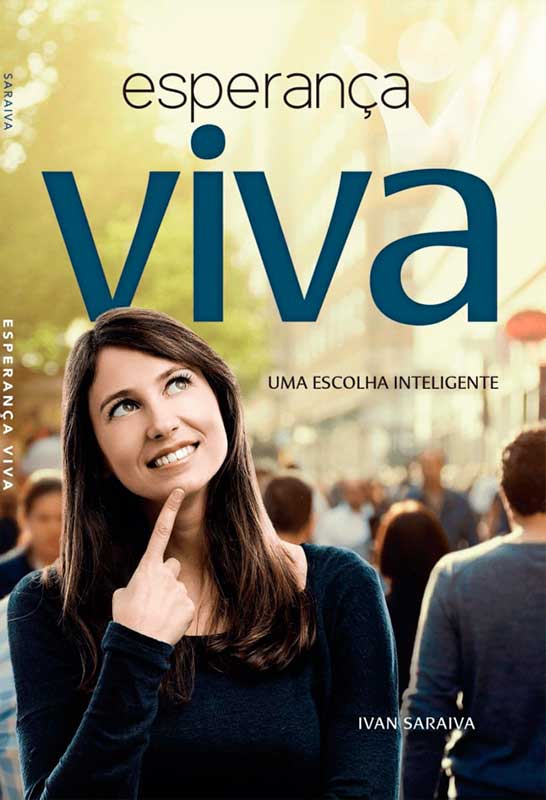 esperança
viva
UMA ESCOLHA INTELIGENTE
IVAN SARAIVA
SARAIVA
ESPERANÇA VIVA